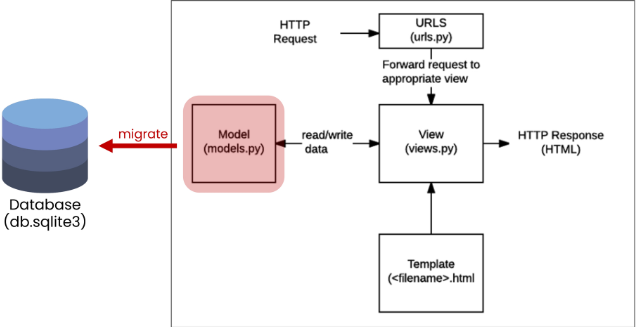 HTTP
Request
URLS
(urls.py)
Forward request to
appropriate view
migrate
Model
(models.py)
read/write
data
View
(views.py)
HTTP Response
(HTML)
Database
(db.sqlite3)
Template
(<filename>.html